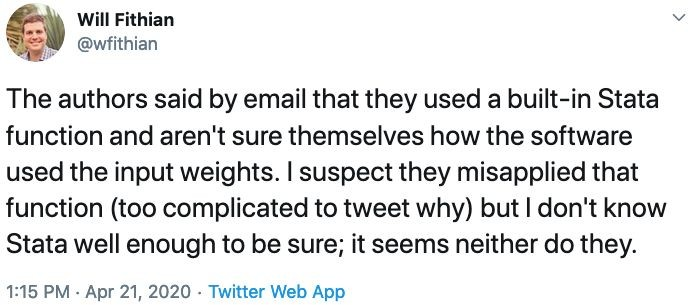 Will Fithian
@wfithian
The authors said by email that they used a built-in Stata
function and aren't sure themselves how the software
used the input weights. I suspect they misapplied that
function (too complicated to tweet why) but I don't know
Stata well enough to be sure; it seems neither do they.
1:15 PM · Apr 21, 2020 · Twitter Web App